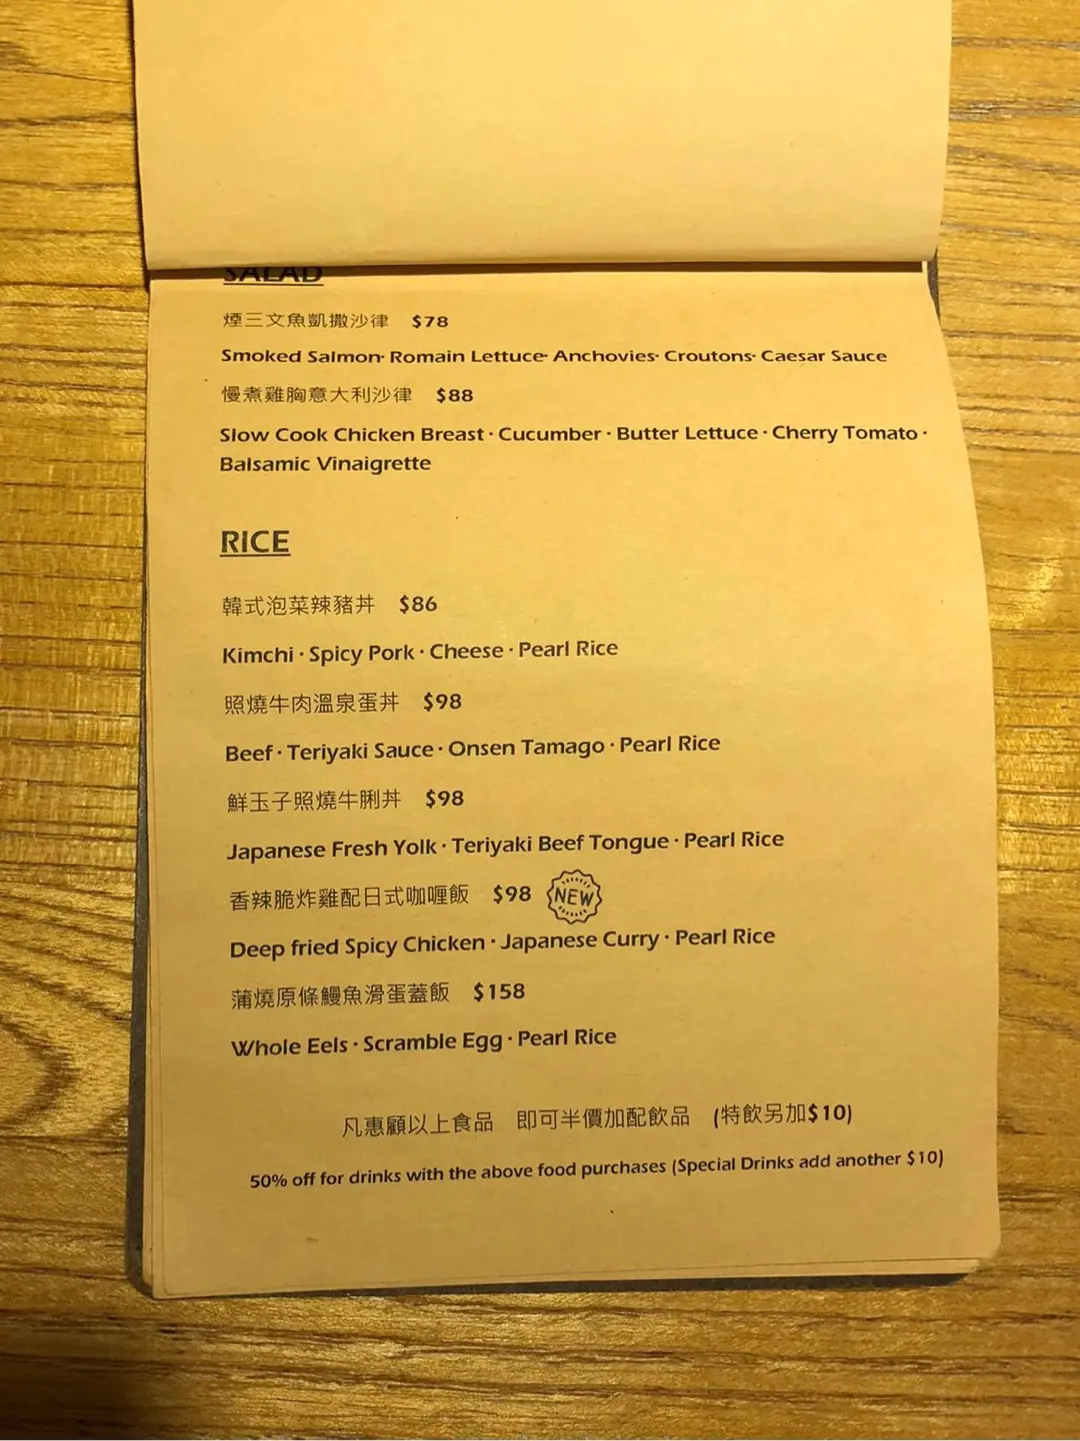 SALAD
煙三文魚凱撒沙律 $78
Smoked Salmon· Romain Lettuce· Anchovies· Croutons· Caesar Sauce
慢煮雞胸意大利沙律 $88
Slow Cook Chicken Breast · Cucumber · Butter Lettuce · Cherry Tomato ·
Balsamic Vinaigrette
RICE
韓式泡菜辣豬丼 $86
Kimchi · Spicy Pork · Cheese · Pearl Rice
照燒牛肉溫泉蛋丼 $98
Beef · Teriyaki Sauce · Onsen Tamago · Pearl Rice
鮮玉子照燒牛脷丼 $98
Japanese Fresh Yolk · Teriyaki Beef Tongue · Pearl Rice
香辣脆炸雞配日式咖喱飯 $98 NEW
Deep fried Spicy Chicken · Japanese Curry · Pearl Rice
蒲燒原條鰻魚滑蛋蓋飯 $158
Whole Eels · Scramble Egg · Pearl Rice
凡惠顧以上食品 即可半價加配飲品 (特飲另加$10)
50% off for drinks with the above food purchases (Special Drinks add another $10)